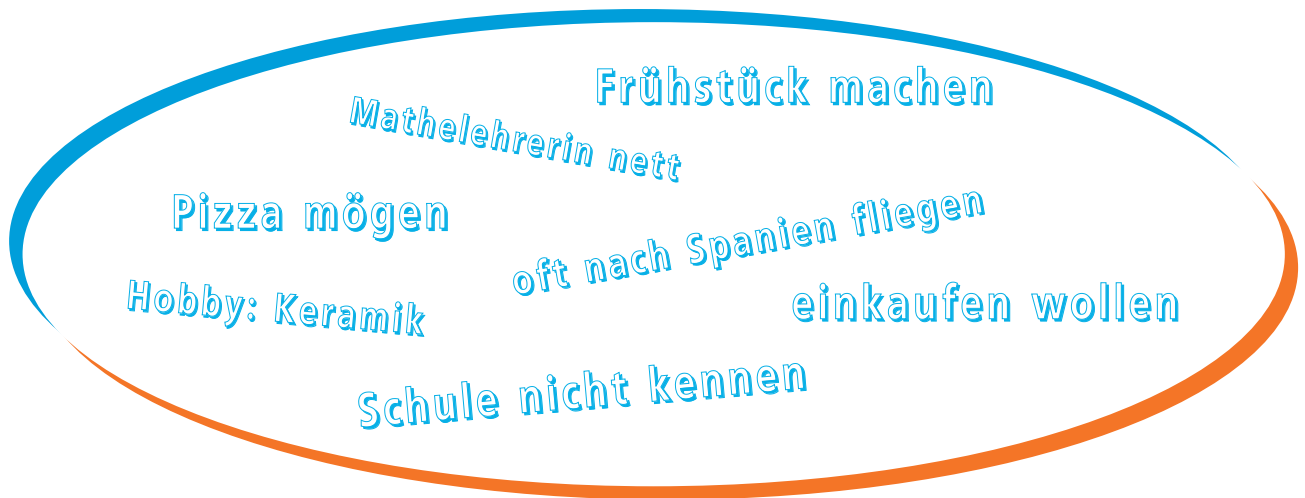 Frühstück machen
Mathelehrerin nett
Pizza mögen
oft nach Spanien fliegen
Hobby: Keramik
einkaufen wollen
Schule nicht kennen